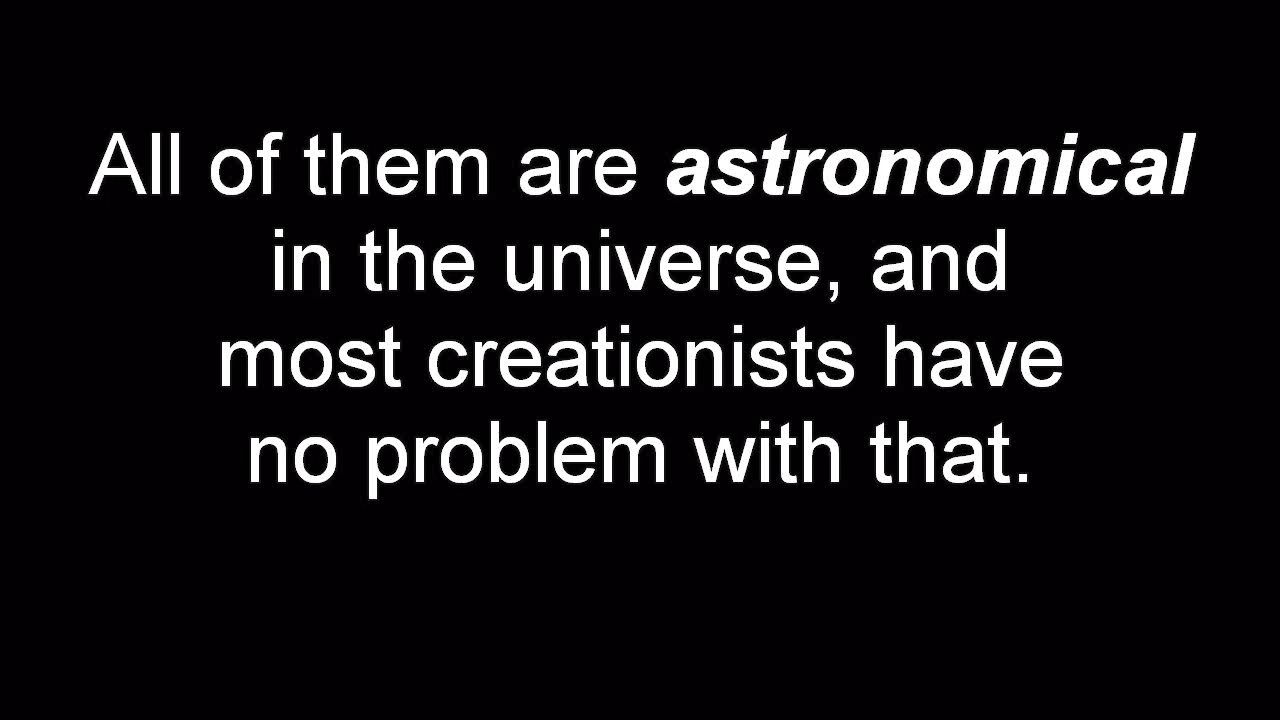 All of them are astronomical
in the universe, and
most creationists have
no problem with that.